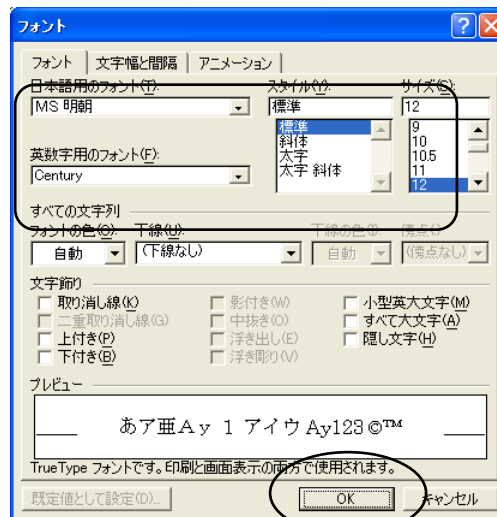 フォント
フォント 文字幅と間隔 アニメーション
日本語用のフォント(T): スタイル(Y): サイズ(S):
MS 明朝 標準 12
標準 9
斜体 10
太字 10.5
太字 斜体 11
12
英数字用のフォント(F):
Century
すべての文字列
フォントの色(O): 下線(U): 下線の色(I): 傍点(:)
自動 (下線なし) 自動 (傍点なし)
文字飾り
取り消し線(K) 影付き(W) 小型英大文字(M)
二重取り消し線(G) 中抜き(O) すべて大文字(A)
上付き(P) 浮き出し(E) 隠し文字(H)
下付き(B) 浮き彫り(V)
プレビュー
あア亜Ay 1 アイウ Ay123©™
TrueType フォントです。印刷と画面表示の両方で使用されます。
既定値として設定(D)... OK キャンセル